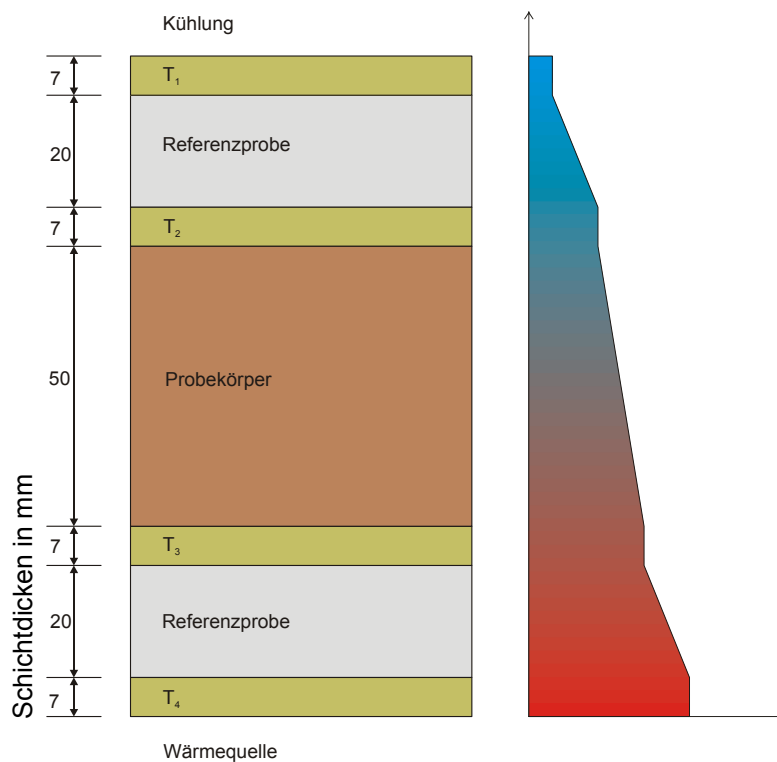 Kühlung
7
T₁
20
Referenzprobe
7
T₂
50
Probekörper
7
T₃
20
Referenzprobe
7
T₄
Schichtdicken in mm
Wärmequelle